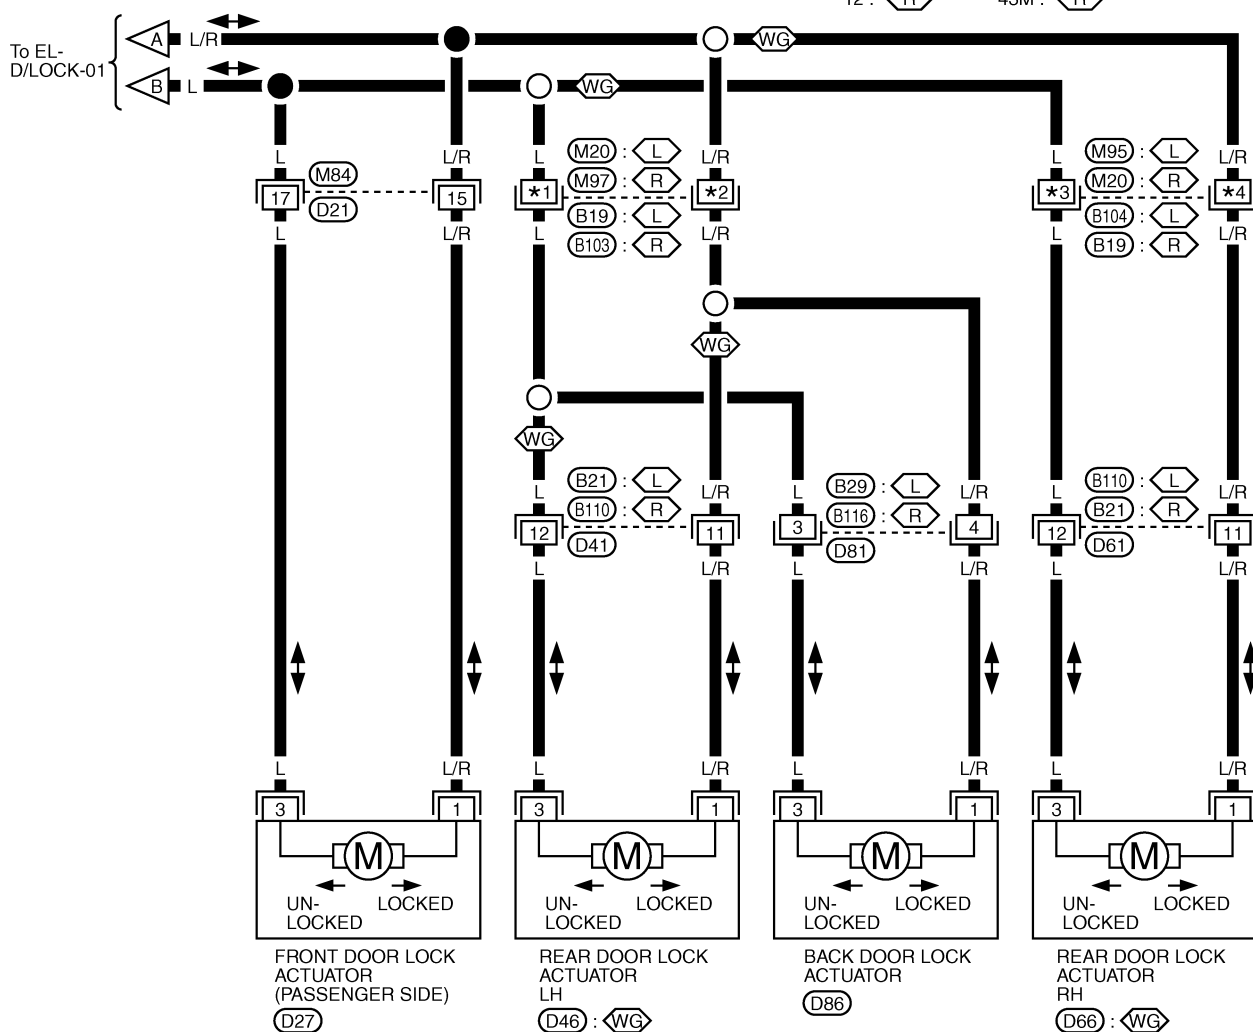 12 : R 43M : R
To EL-
D/LOCK-01
A L/R WG
B L WG
L L/R L L/R L L/R
M84
D21
M20 : L
M97 : R
B19 : L
B103 : R
M95 : L
M20 : R
B104 : L
B19 : R
17 15 *1 *2 *3 *4
L L/R L L/R L L/R
WG
WG
B21 : L
B110 : R
D41
B29 : L
B116 : R
D81
B110 : L
B21 : R
D61
L L/R L L/R L L/R
12 11 3 4 12 11
L L/R L L/R L L/R
L L/R L L/R L L/R L L/R
3 1 3 1 3 1 3 1
M M M M
UN-
LOCKED
LOCKED
UN-
LOCKED
LOCKED
UN-
LOCKED
LOCKED
UN-
LOCKED
LOCKED
FRONT DOOR LOCK
ACTUATOR
(PASSENGER SIDE)
D27
REAR DOOR LOCK
ACTUATOR
LH
D46 : WG
BACK DOOR LOCK
ACTUATOR
D86
REAR DOOR LOCK
ACTUATOR
RH
D66 : WG